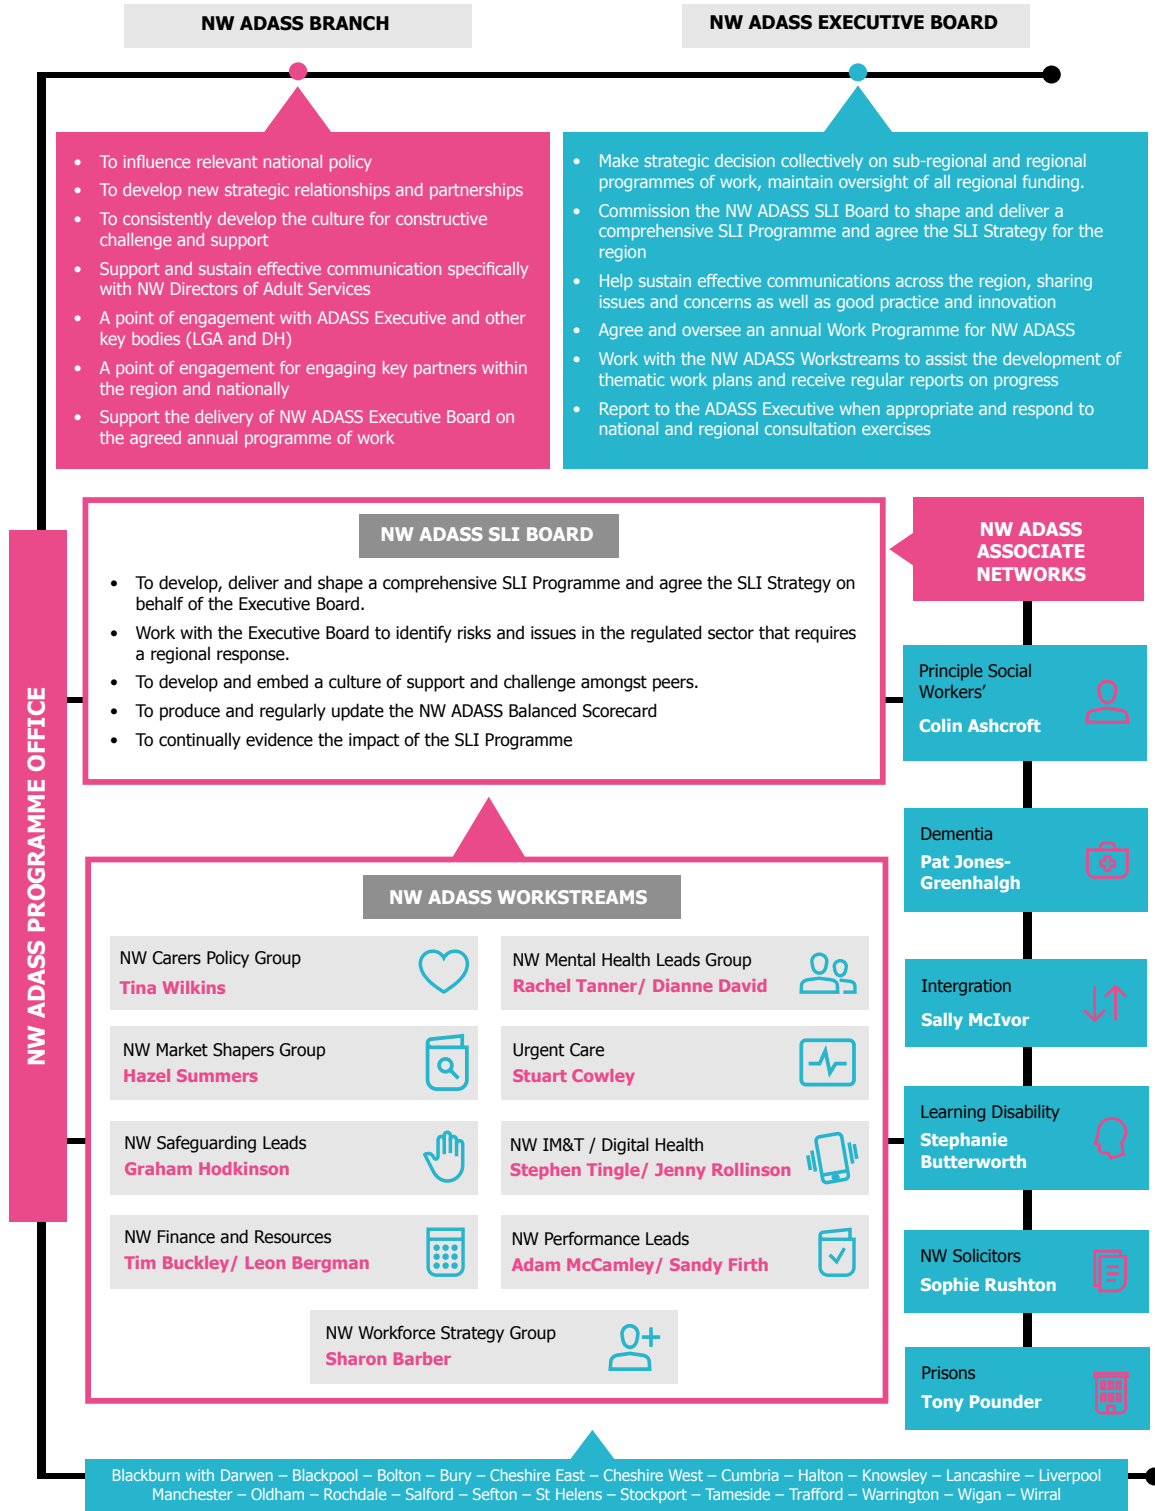 NW ADASS BRANCH
NW ADASS EXECUTIVE BOARD
• To influence relevant national policy
• To develop new strategic relationships and partnerships
• To consistently develop the culture for constructive
challenge and support
• Support and sustain effective communication specifically
with NW Directors of Adult Services
• A point of engagement with ADASS Executive and other
key bodies (LGA and DH)
• A point of engagement for engaging key partners within
the region and nationally
• Support the delivery of NW ADASS Executive Board on
the agreed annual programme of work
• Make strategic decision collectively on sub-regional and regional
programmes of work, maintain oversight of all regional funding.
• Commission the NW ADASS SLI Board to shape and deliver a
comprehensive SLI Programme and agree the SLI Strategy for the
region
• Help sustain effective communications across the region, sharing
issues and concerns as well as good practice and innovation
• Agree and oversee an annual Work Programme for NW ADASS
• Work with the NW ADASS Workstreams to assist the development of
thematic work plans and receive regular reports on progress
• Report to the ADASS Executive when appropriate and respond to
national and regional consultation exercises
NW ADASS PROGRAMME OFFICE
NW ADASS SLI BOARD
• To develop, deliver and shape a comprehensive SLI Programme and agree the SLI Strategy on
behalf of the Executive Board.
• Work with the Executive Board to identify risks and issues in the regulated sector that requires
a regional response.
• To develop and embed a culture of support and challenge amongst peers.
• To produce and regularly update the NW ADASS Balanced Scorecard
• To continually evidence the impact of the SLI Programme
NW ADASS WORKSTREAMS
NW Carers Policy Group
Tina Wilkins
NW Mental Health Leads Group
Rachel Tanner/ Dianne David
NW Market Shapers Group
Hazel Summers
Urgent Care
Stuart Cowley
NW Safeguarding Leads
Graham Hodkinson
NW IM&T / Digital Health
Stephen Tingle/ Jenny Rollinson
NW Finance and Resources
Tim Buckley/ Leon Bergman
NW Performance Leads
Adam McCamley/ Sandy Firth
NW Workforce Strategy Group
Sharon Barber
NW ADASS
ASSOCIATE
NETWORKS
Principle Social
Workers'
Colin Ashcroft
Dementia
Pat Jones-
Greenhalgh
Intergration
Sally McIvor
Learning Disability
Stephanie
Butterworth
NW Solicitors
Sophie Rushton
Prisons
Tony Pounder
Blackburn with Darwen – Blackpool – Bolton – Bury – Cheshire East – Cheshire West – Cumbria – Halton – Knowsley – Lancashire – Liverpool
Manchester – Oldham – Rochdale – Salford – Sefton – St Helens – Stockport – Tameside – Trafford – Warrington – Wigan – Wirral